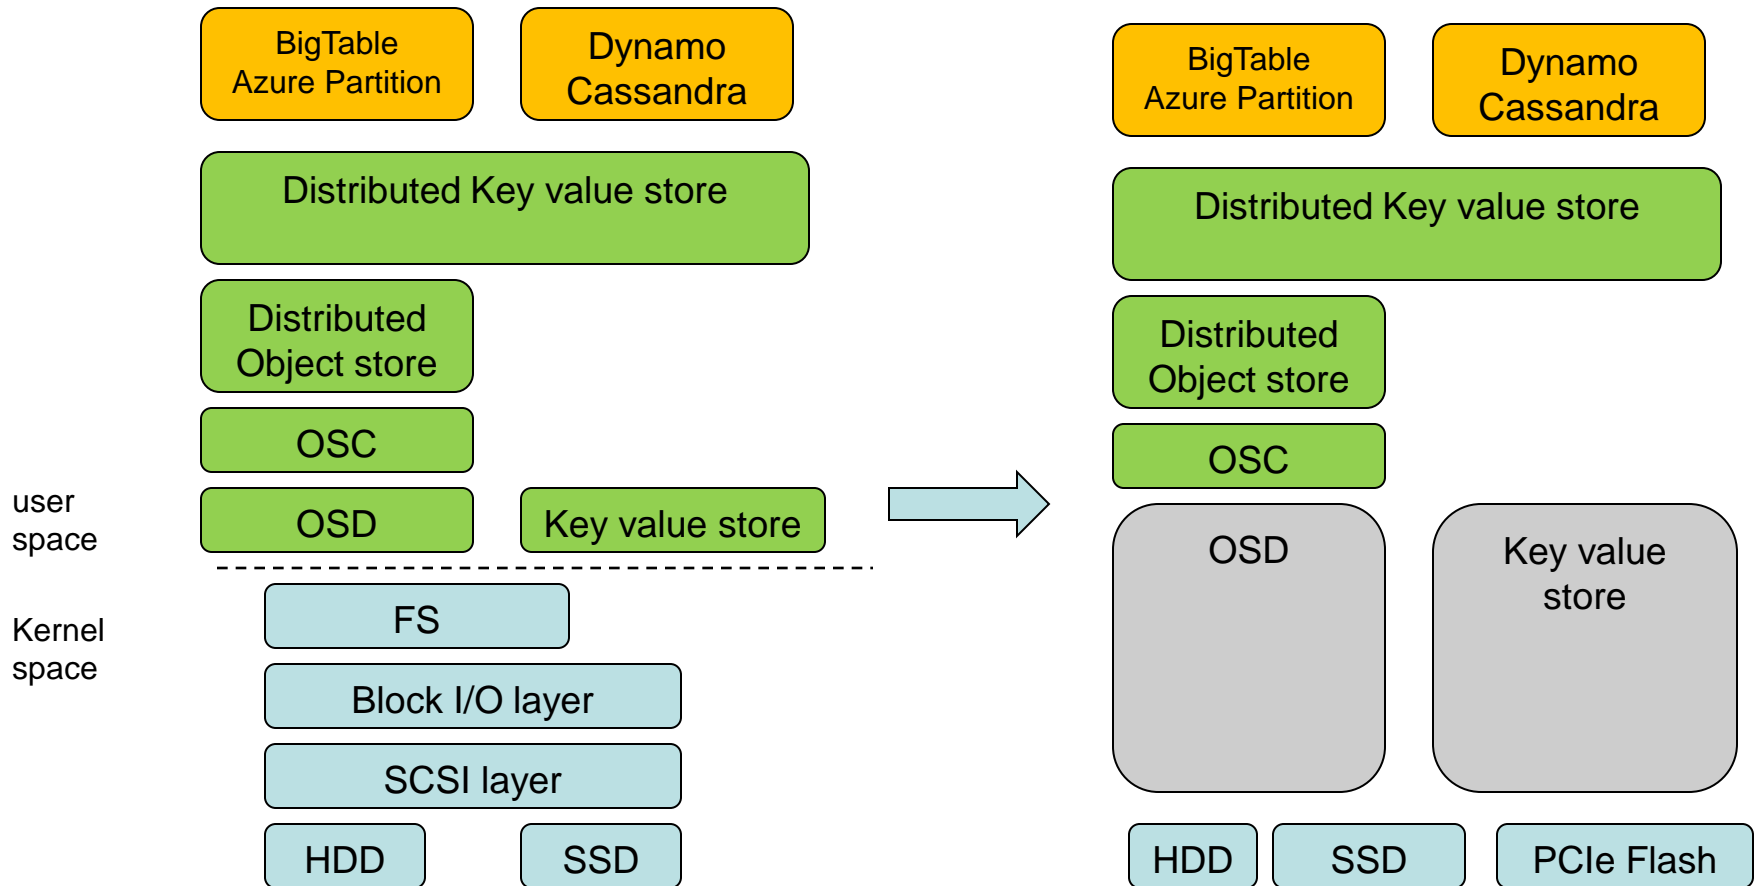 BigTable
Azure Partition
Dynamo
Cassandra
Distributed Key value store
Distributed
Object store
OSC
OSD
Key value store
user
space
Kernel
space
FS
Block I/O layer
SCSI layer
HDD
SSD
BigTable
Azure Partition
Dynamo
Cassandra
Distributed Key value store
Distributed
Object store
OSC
OSD
Key value
store
HDD
SSD
PCIe Flash